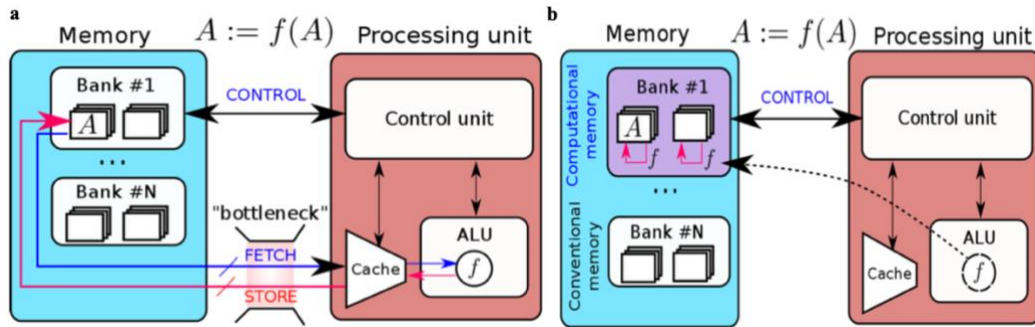 a
A := f(A)
Memory
Processing unit
Bank #1
A
CONTROL
Control unit
...
Bank #N
"bottleneck"
FETCH
STORE
Cache
ALU
f
b
A := f(A)
Memory
Processing unit
Computational memory
Bank #1
A
f
f
CONTROL
Control unit
...
Conventional memory
Bank #N
Cache
ALU
f